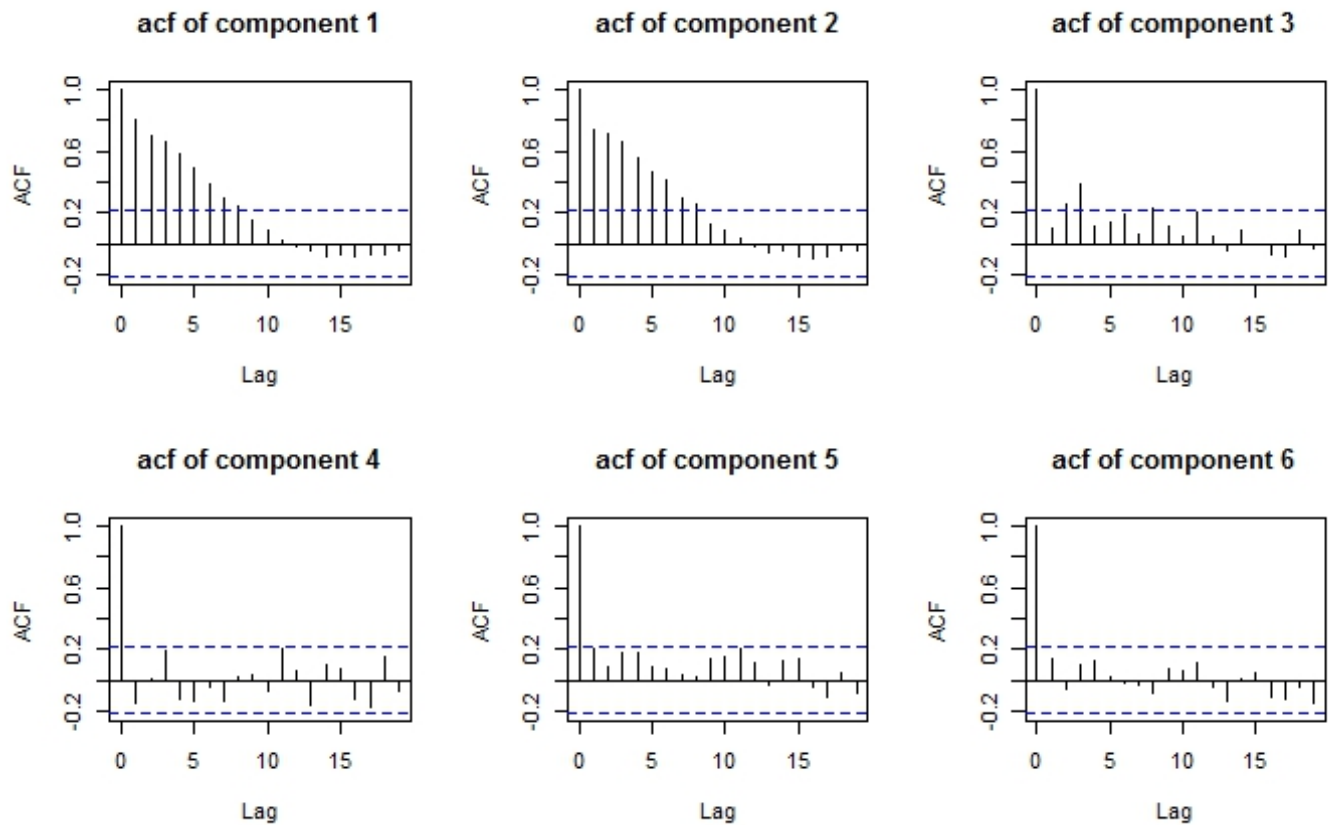 acf of component 1
ACF
-0.2 0.2 0.6 1.0
0 5 10 15
Lag
acf of component 2
ACF
-0.2 0.2 0.6 1.0
0 5 10 15
Lag
acf of component 3
ACF
-0.2 0.2 0.6 1.0
0 5 10 15
Lag
acf of component 4
ACF
-0.2 0.2 0.6 1.0
0 5 10 15
Lag
acf of component 5
ACF
-0.2 0.2 0.6 1.0
0 5 10 15
Lag
acf of component 6
ACF
-0.2 0.2 0.6 1.0
0 5 10 15
Lag